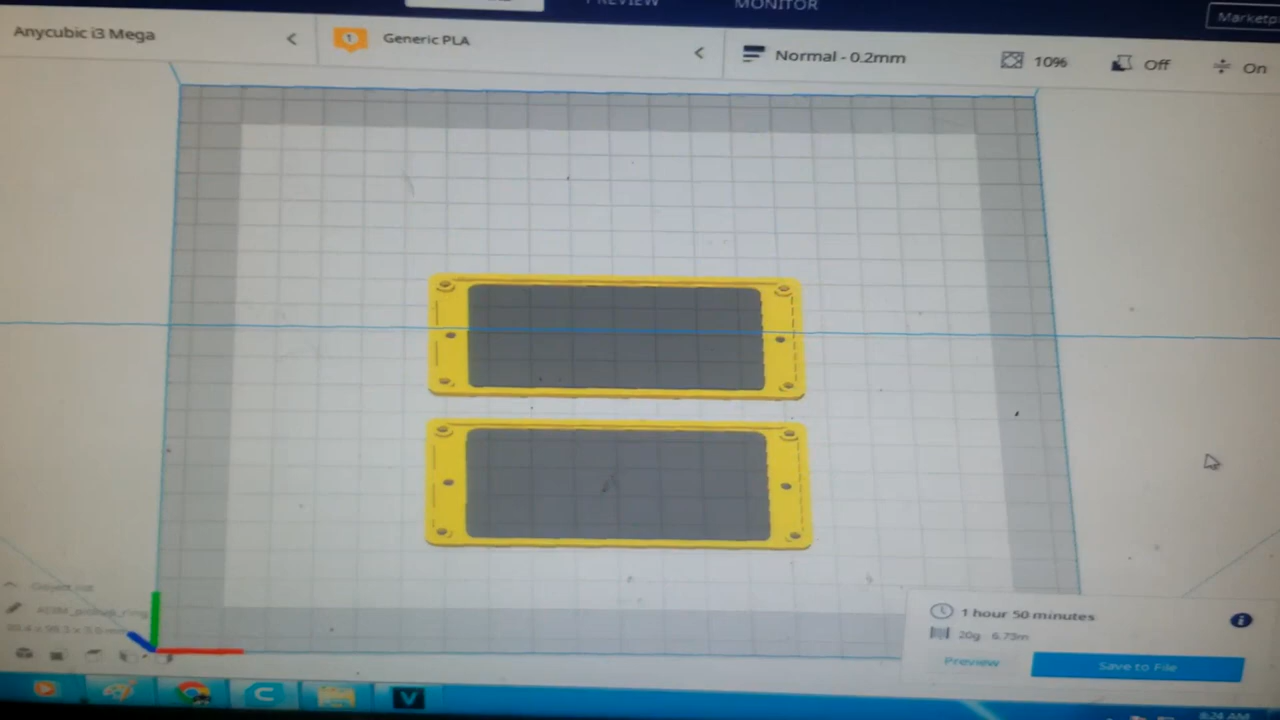 PREVIEW
MONITOR
Anycubic i3 Mega
1
Generic PLA
Normal - 0.2mm
10%
Off
On
1 hour 50 minutes
20g 6.73m
Preview
Save to File